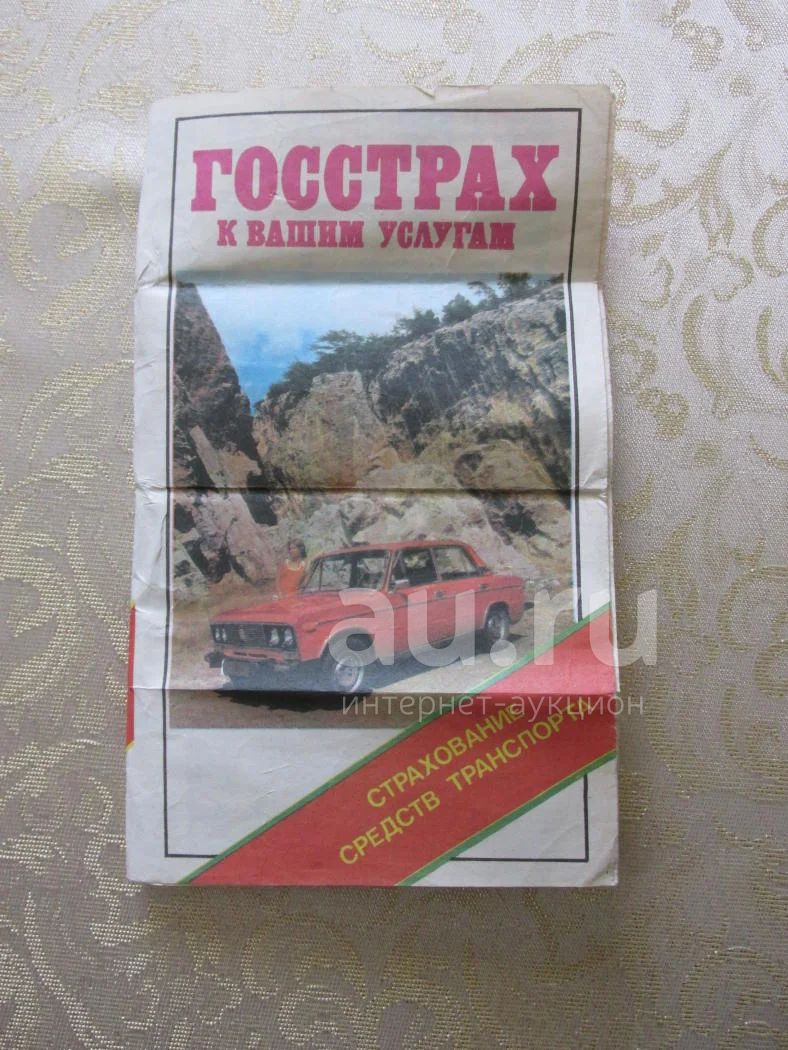 ГОССТРАХ
К ВАШИМ УСЛУГАМ
au.ru
интернет-аукцион
СТРАХОВАНИЕ
СРЕДСТВ ТРАНСПОРТА